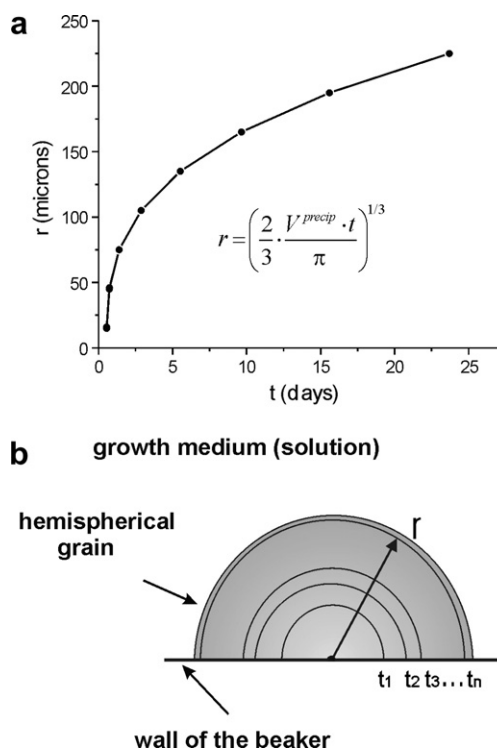 a
250
200
150
100
50
0
r (microns)
r = (2/3 · V^precip · t / π)^1/3
0 5 10 15 20 25
t (days)
growth medium (solution)
b
hemispherical
grain
r
t₁ t₂ t₃...tₙ
wall of the beaker